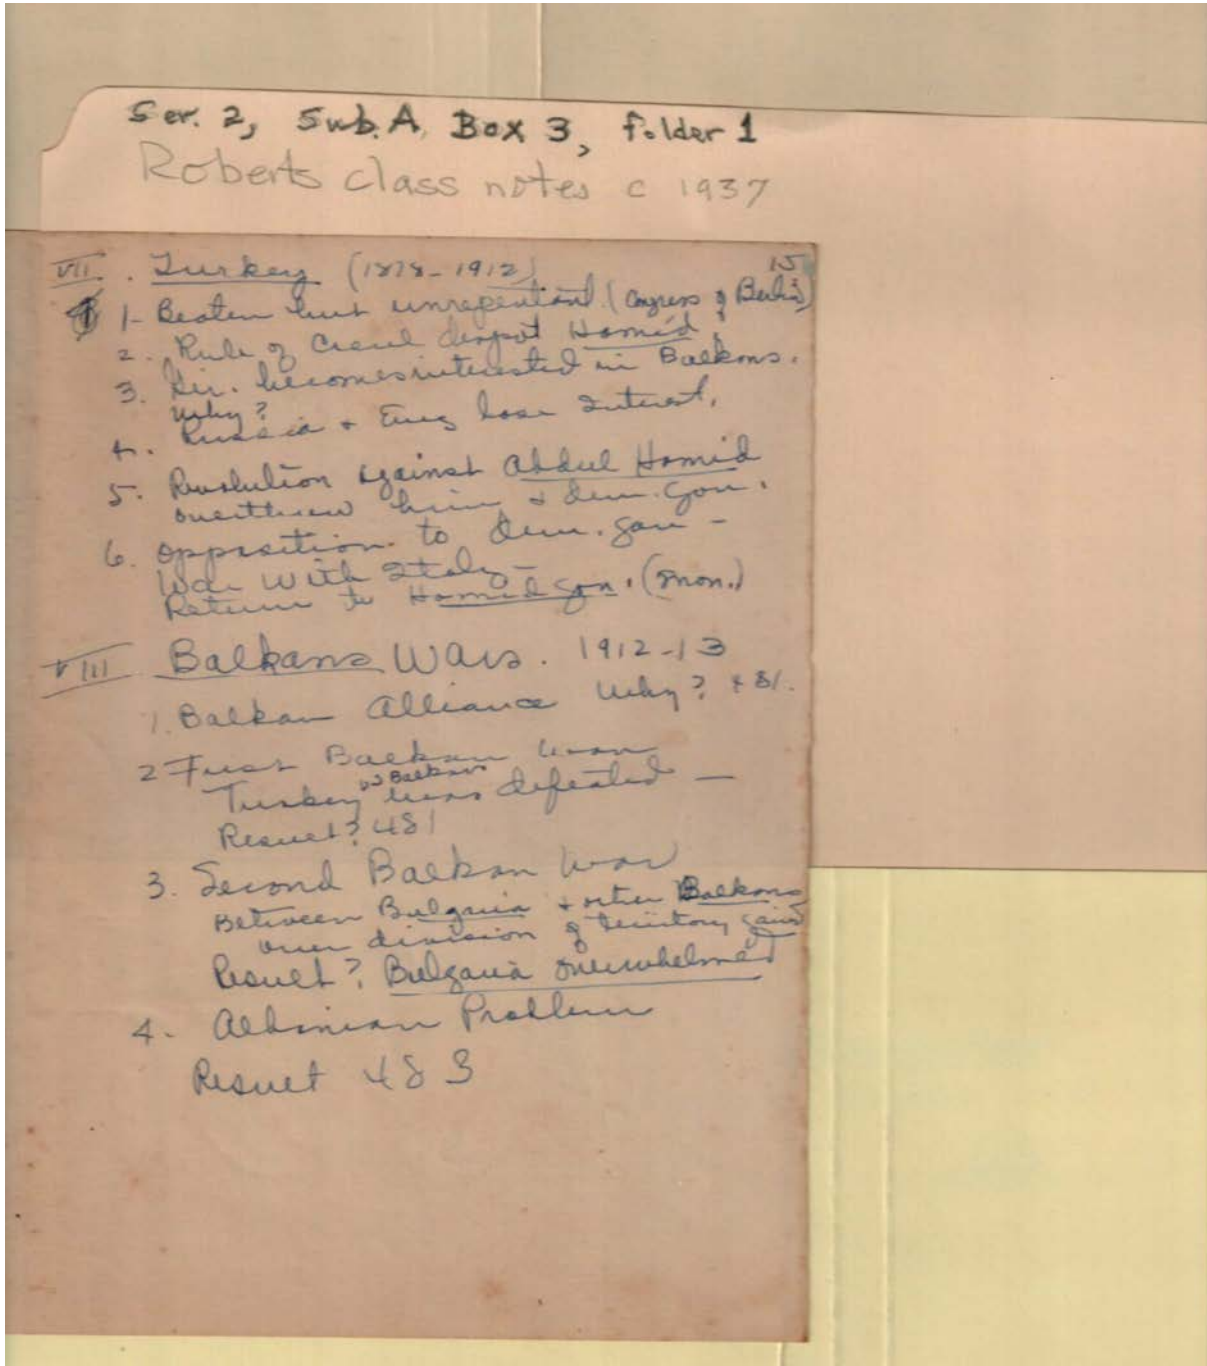 Ser. 2, Sub. A, Box 3, folder 1
Roberts class notes c 1937
15
VII. Turkey (1878-1912)
1- Beaten but unrepentant (Congress of Berlin)
2. Rule of Cruel despot Hamid.
3. Ger. becomes interested in Balkans.
Why?
4. Russia + Eng lose interest.
5. Revolution against Abdul Hamid
overthrew him + dem. gov.
6. Opposition to dem. gov -
War with Italy -
Return to Hamid gov. (mon.)
VIII Balkans Wars. 1912-13
1. Balkan Alliance Why? 481.
2 First Balkan War
Turkey vs Balkans was defeated —
Result? 481
3. Second Balkan War
Between Bulgaria + other Balkans
over division of territory gained
Result? Bulgaria overwhelmed
4. Albanian Problem
Result 483